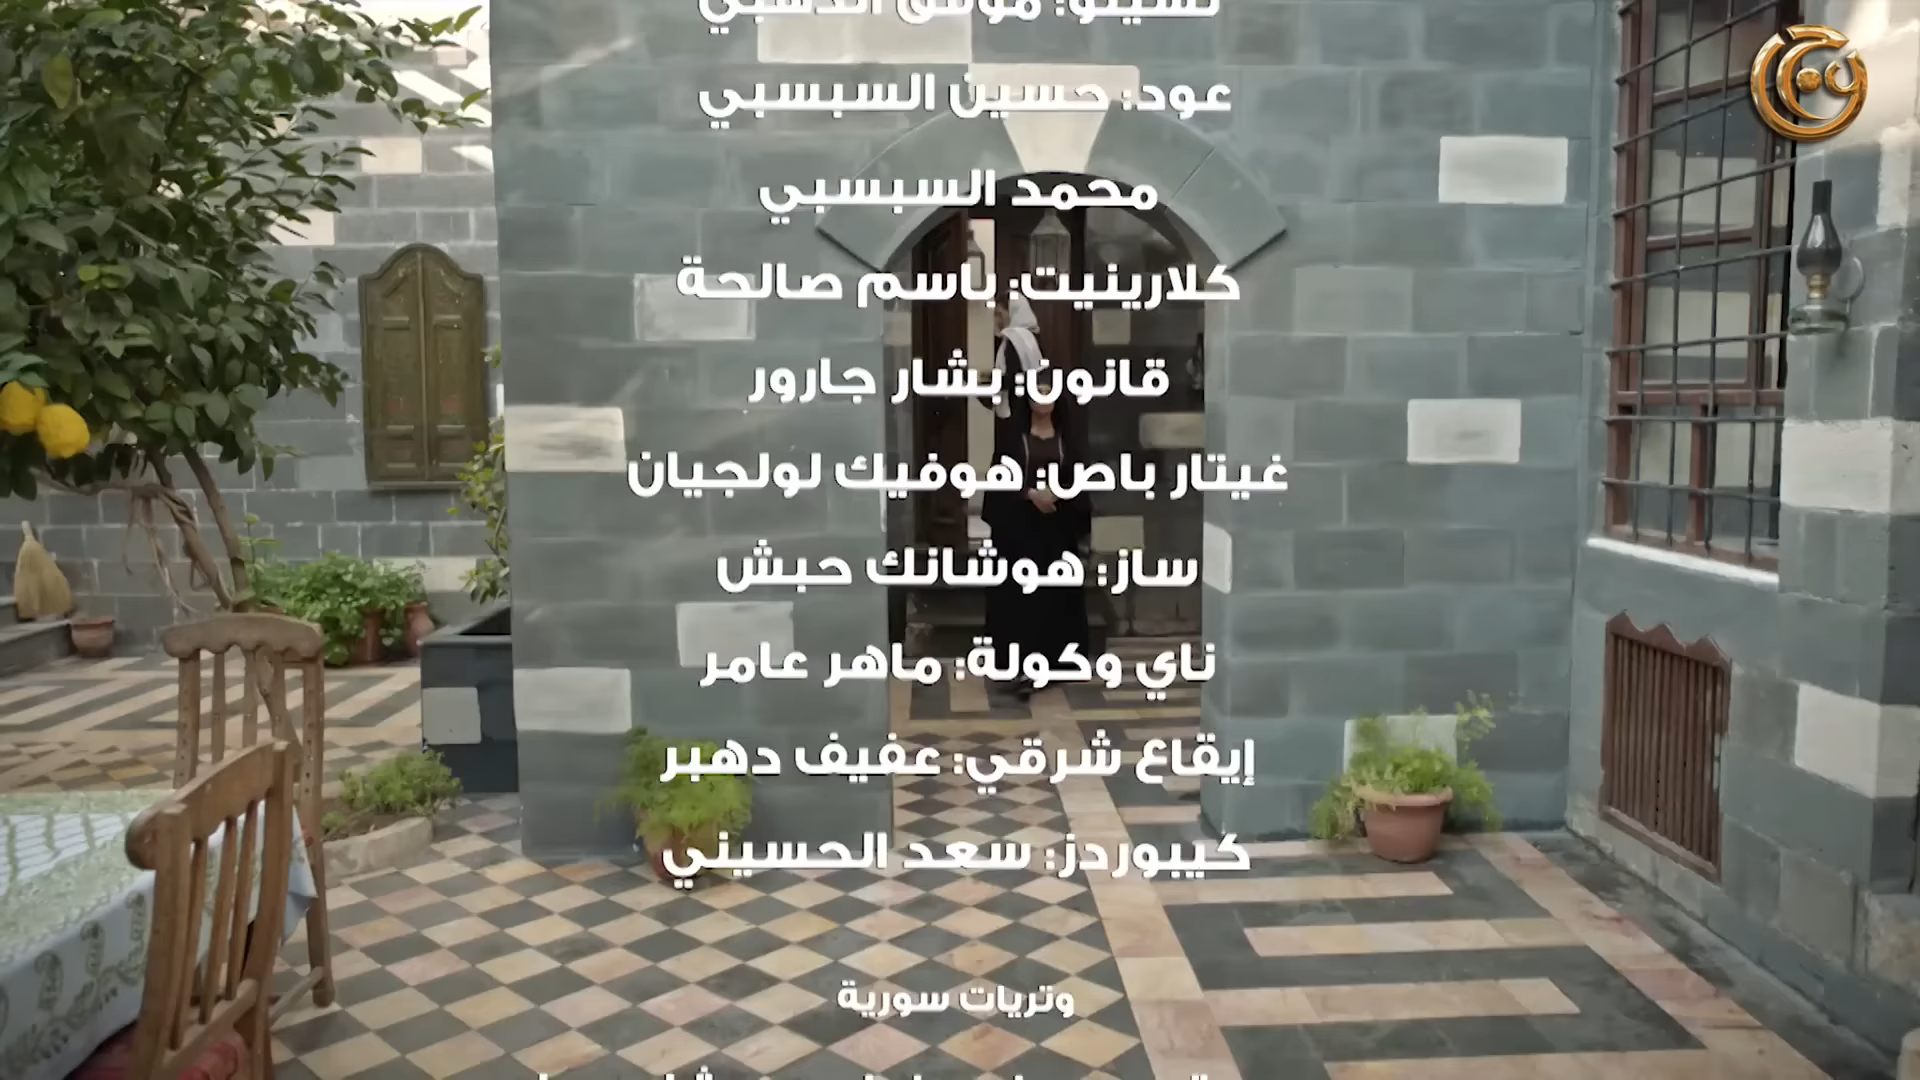 عود: حسين السبسبي
محمد السبسبي
كلارينيت: باسم صالحة
قانون: بشار جارور
غيتار باص: هوفيك لولجيان
ساز: هوشانك حبش
ناي وكولة: ماهر عامر
إيقاع شرقي: عفيف دهبر
كيبوردز: سعد الحسيني
وتريات سورية